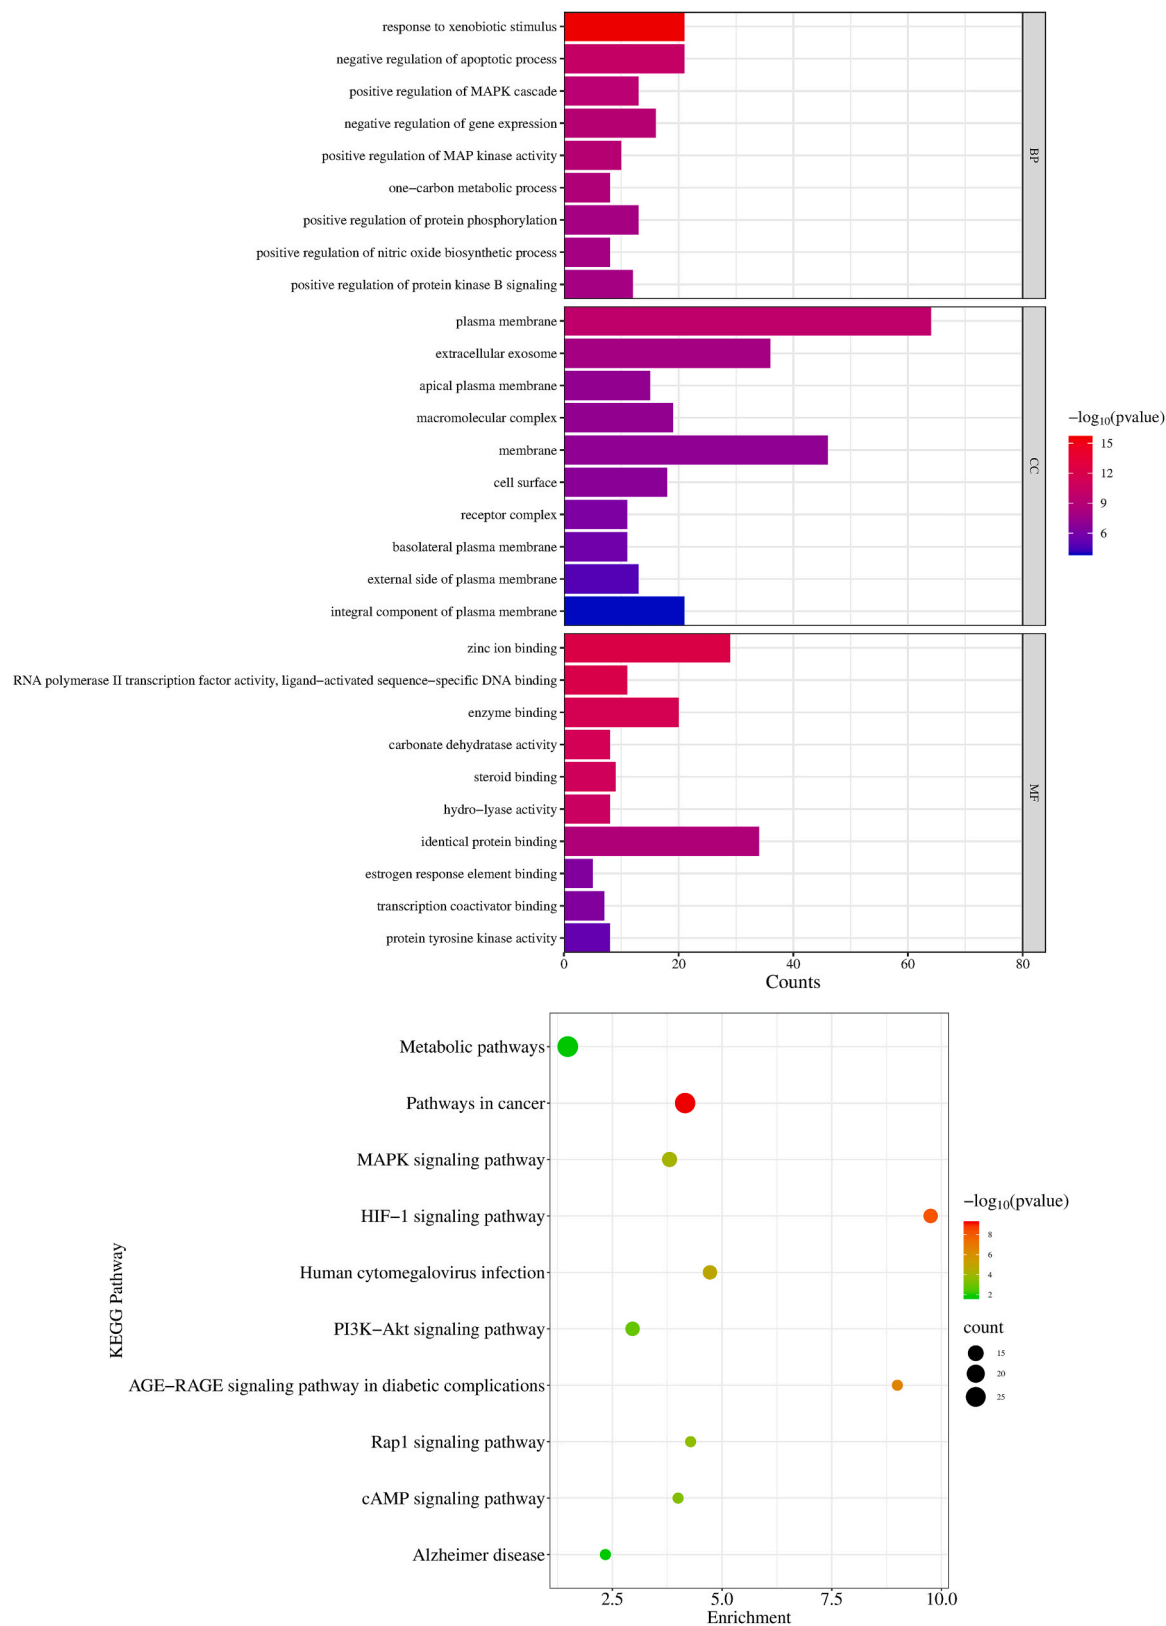 response to xenobiotic stimulus
negative regulation of apoptotic process
positive regulation of MAPK cascade
negative regulation of gene expression
positive regulation of MAP kinase activity
one−carbon metabolic process
positive regulation of protein phosphorylation
positive regulation of nitric oxide biosynthetic process
positive regulation of protein kinase B signaling
BP
plasma membrane
extracellular exosome
apical plasma membrane
macromolecular complex
membrane
cell surface
receptor complex
basolateral plasma membrane
external side of plasma membrane
integral component of plasma membrane
CC
zinc ion binding
RNA polymerase II transcription factor activity, ligand−activated sequence−specific DNA binding
enzyme binding
carbonate dehydratase activity
steroid binding
hydro−lyase activity
identical protein binding
estrogen response element binding
transcription coactivator binding
protein tyrosine kinase activity
MF
0 20 40 60 80
Counts
−log₁₀(pvalue)
15
12
9
6
KEGG Pathway
Metabolic pathways
Pathways in cancer
MAPK signaling pathway
HIF−1 signaling pathway
Human cytomegalovirus infection
PI3K−Akt signaling pathway
AGE−RAGE signaling pathway in diabetic complications
Rap1 signaling pathway
cAMP signaling pathway
Alzheimer disease
2.5 5.0 7.5 10.0
Enrichment
−log₁₀(pvalue)
8
6
4
2
count
15
20
25